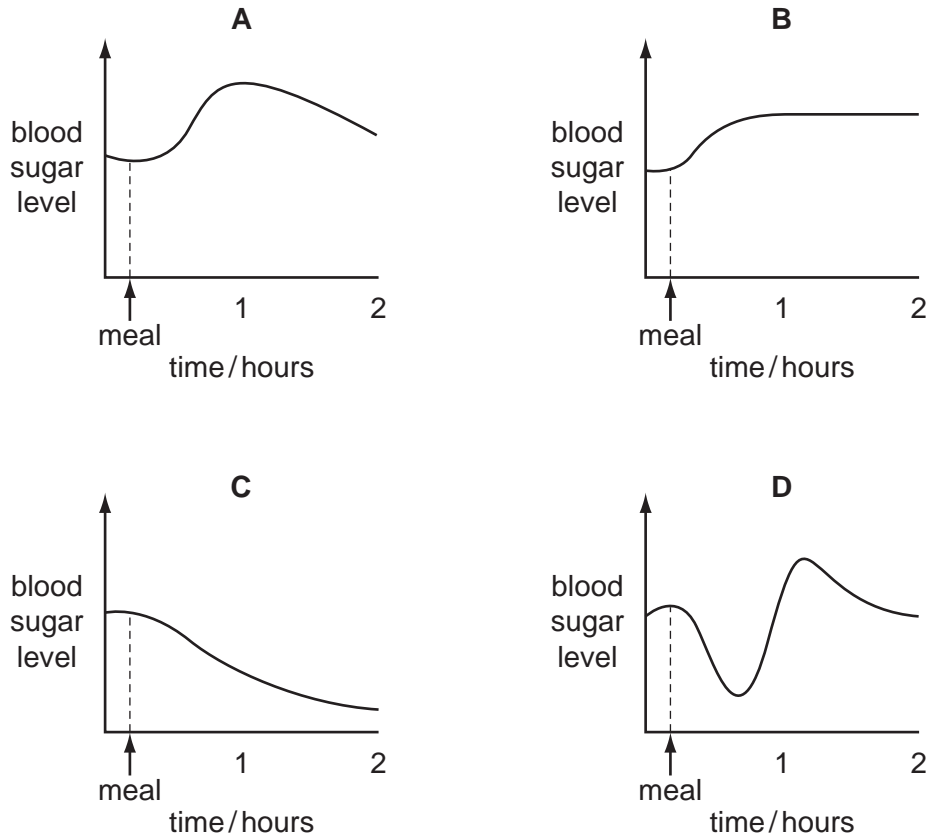 A
blood
sugar
level
1
2
meal
time/hours
B
blood
sugar
level
1
2
meal
time/hours
C
blood
sugar
level
1
2
meal
time/hours
D
blood
sugar
level
1
2
meal
time/hours